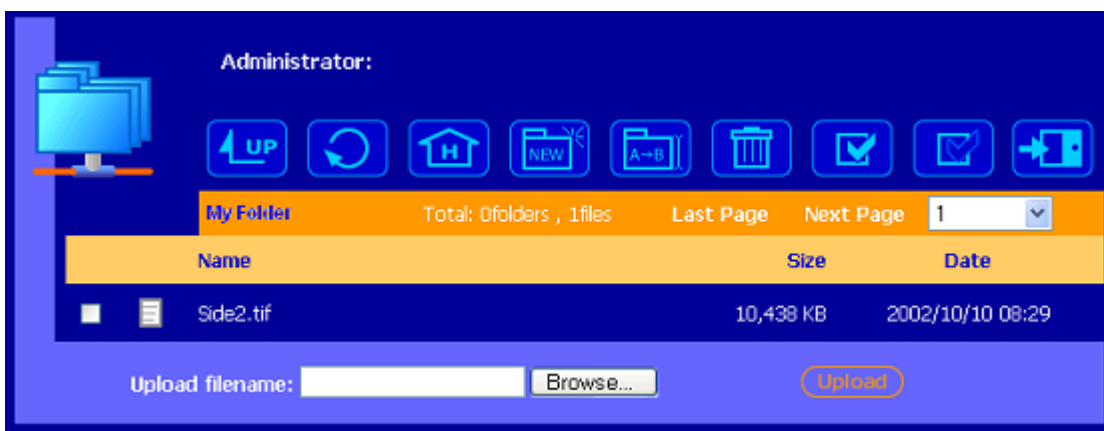 Administrator:
UP H NEW A→B
My Folder Total: 0folders , 1files Last Page Next Page 1
Name Size Date
Side2.tif 10,438 KB 2002/10/10 08:29
Upload filename: Browse... Upload